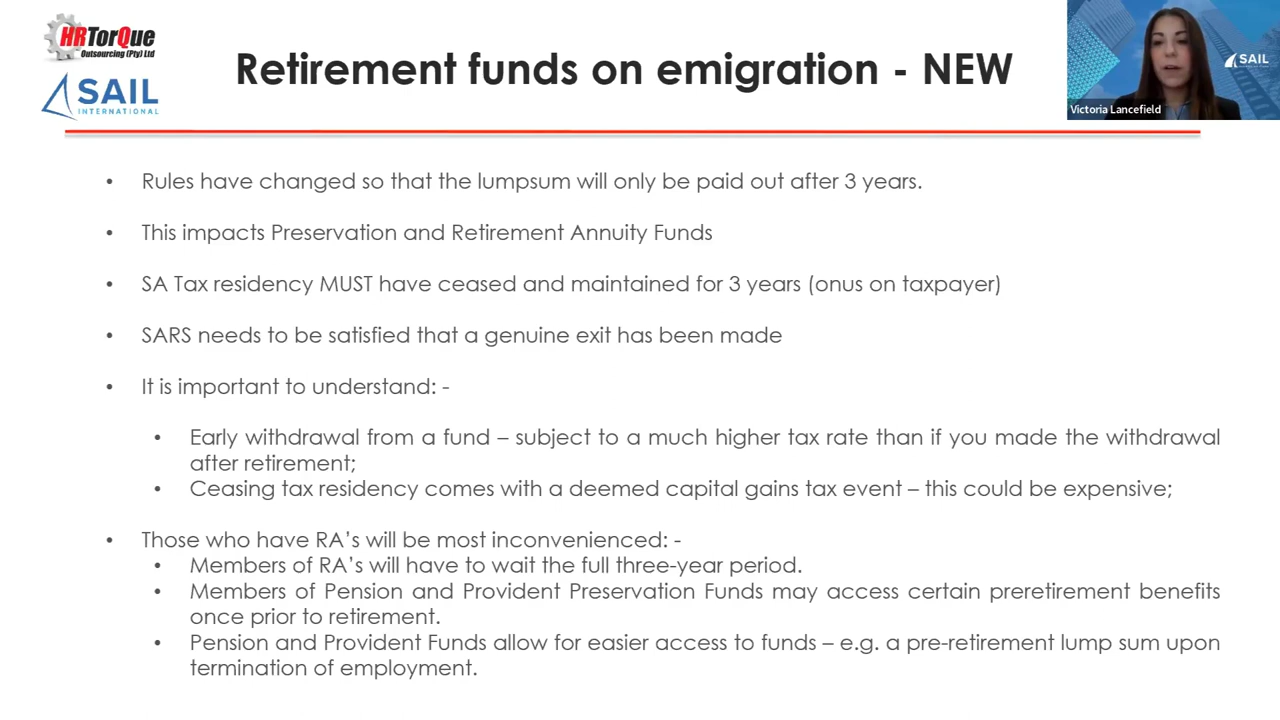 HRTorQue
Outsourcing (Pty) Ltd
SAIL
INTERNATIONAL
Retirement funds on emigration - NEW
SAIL
Victoria Lancefield
• Rules have changed so that the lumpsum will only be paid out after 3 years.
• This impacts Preservation and Retirement Annuity Funds
• SA Tax residency MUST have ceased and maintained for 3 years (onus on taxpayer)
• SARS needs to be satisfied that a genuine exit has been made
• It is important to understand: -
• Early withdrawal from a fund – subject to a much higher tax rate than if you made the withdrawal
after retirement;
• Ceasing tax residency comes with a deemed capital gains tax event – this could be expensive;
• Those who have RA's will be most inconvenienced: -
• Members of RA's will have to wait the full three-year period.
• Members of Pension and Provident Preservation Funds may access certain preretirement benefits
once prior to retirement.
• Pension and Provident Funds allow for easier access to funds – e.g. a pre-retirement lump sum upon
termination of employment.